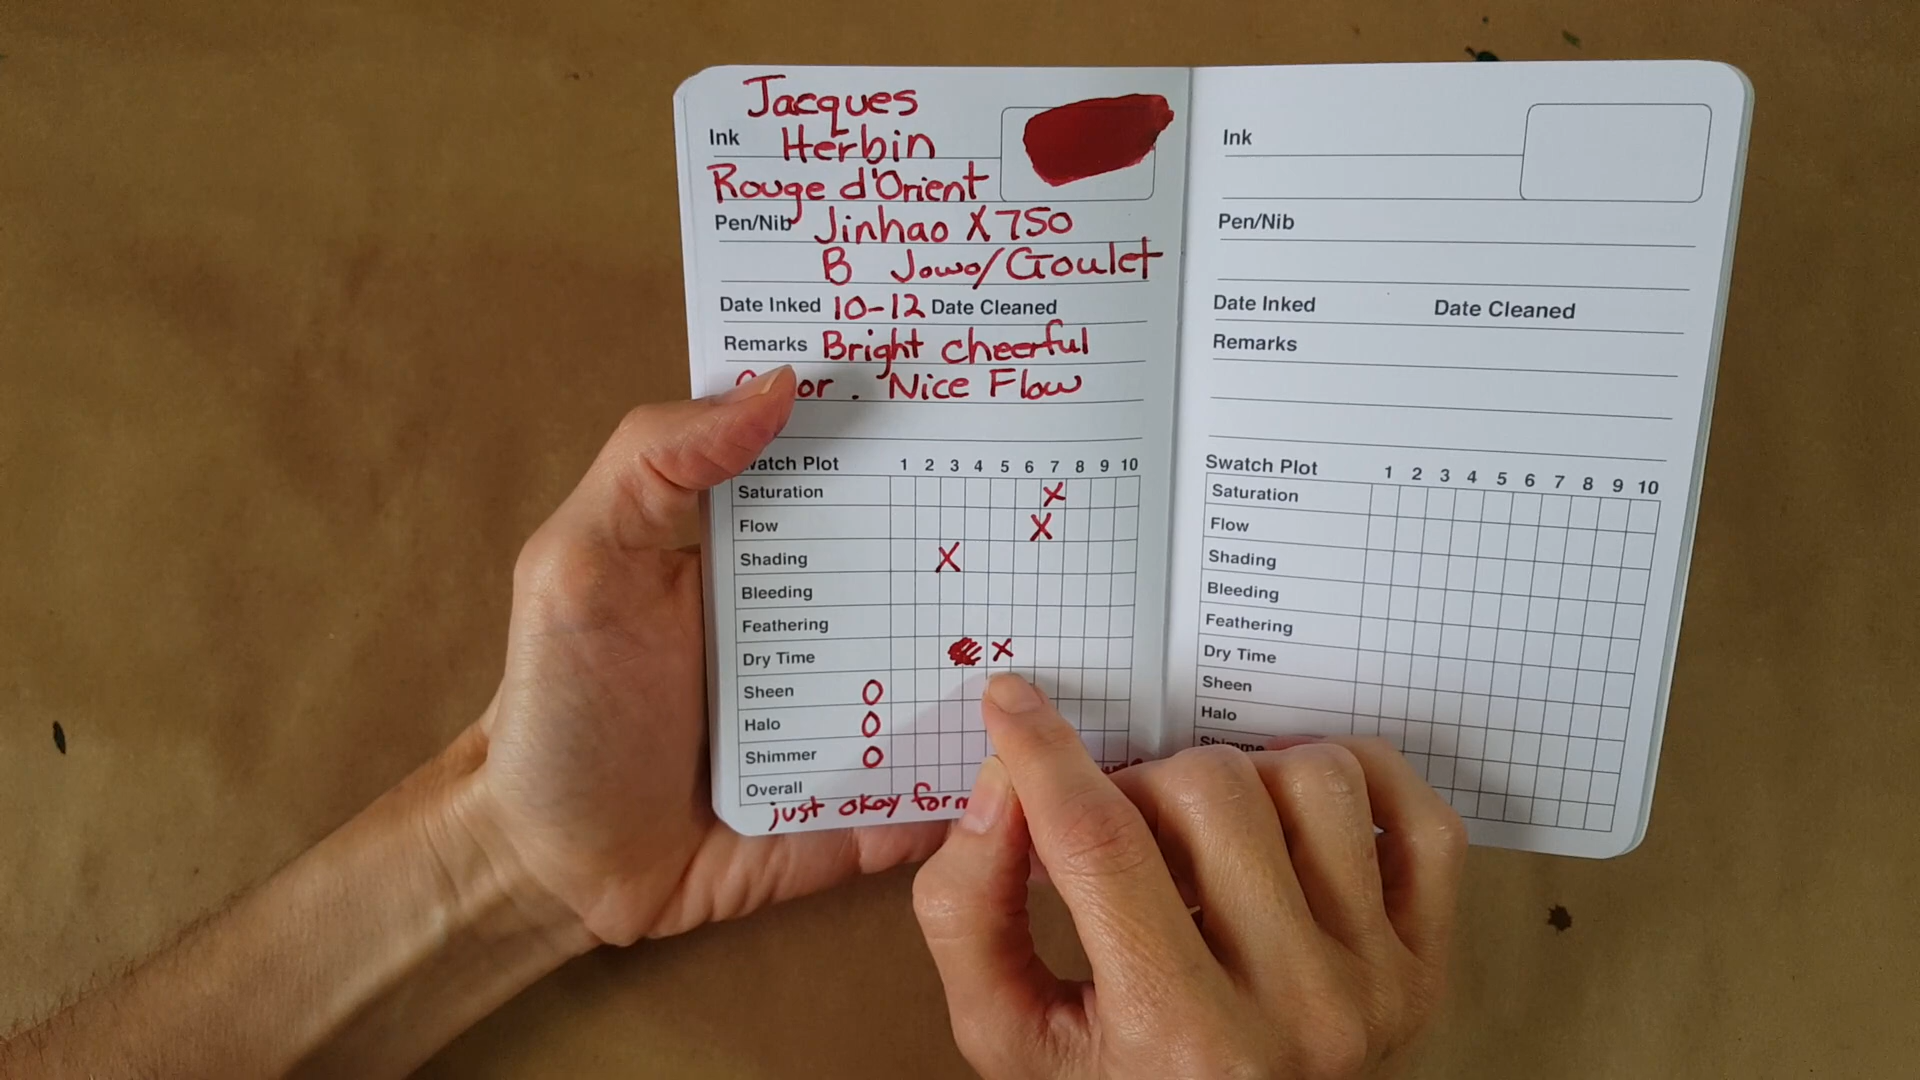 Jacques
Ink Herbin
Rouge d'Orient
Pen/Nib Jinhao X750
B Jowo/Goulet
Date Inked 10-12 Date Cleaned
Remarks Bright cheerful
or. Nice Flow
Plot 1 2 3 4 5 6 7 8 9 10
Saturation X
Flow X
Shading X
Bleeding
Feathering
Dry Time X
Sheen 0
Halo 0
Shimmer 0
Overall
just okay for
Ink
Pen/Nib
Date Inked Date Cleaned
Remarks
Swatch Plot 1 2 3 4 5 6 7 8 9 10
Saturation
Flow
Shading
Bleeding
Feathering
Dry Time
Sheen
Halo